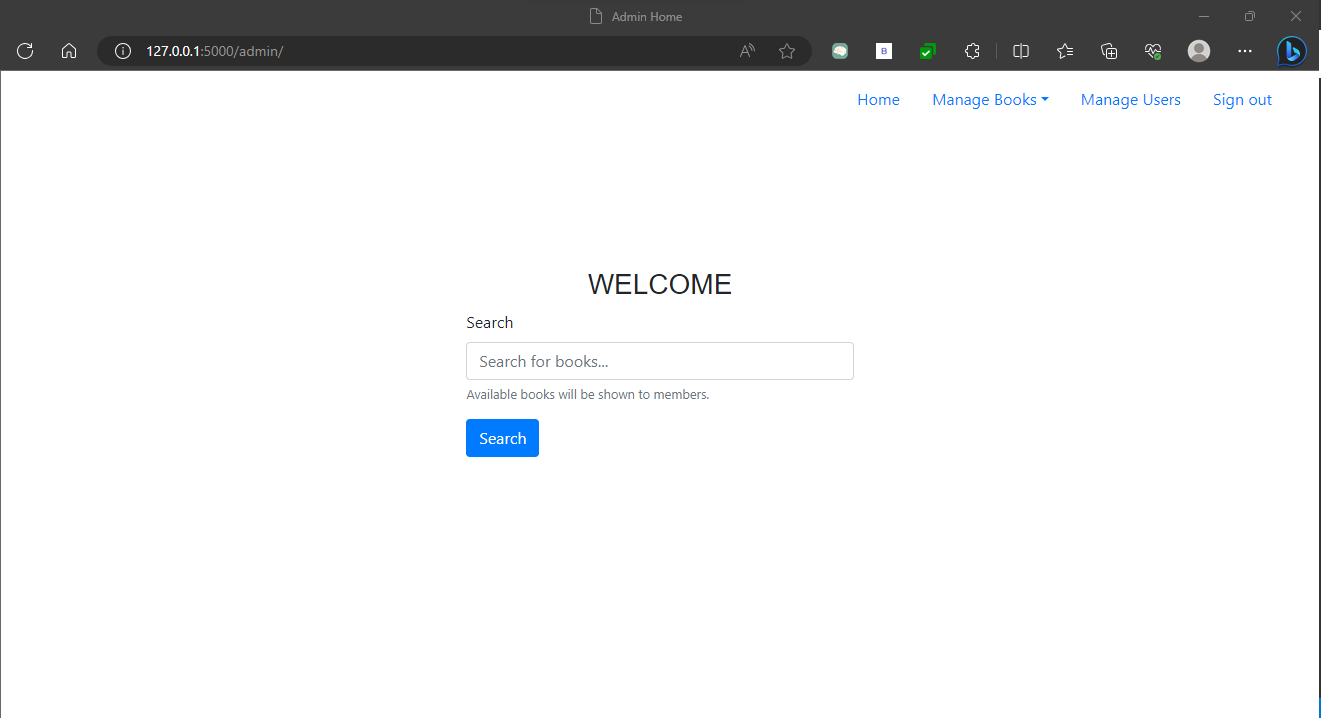 Admin Home
127.0.0.1:5000/admin/
Home Manage Books Manage Users Sign out
WELCOME
Search
Search for books...
Available books will be shown to members.
Search